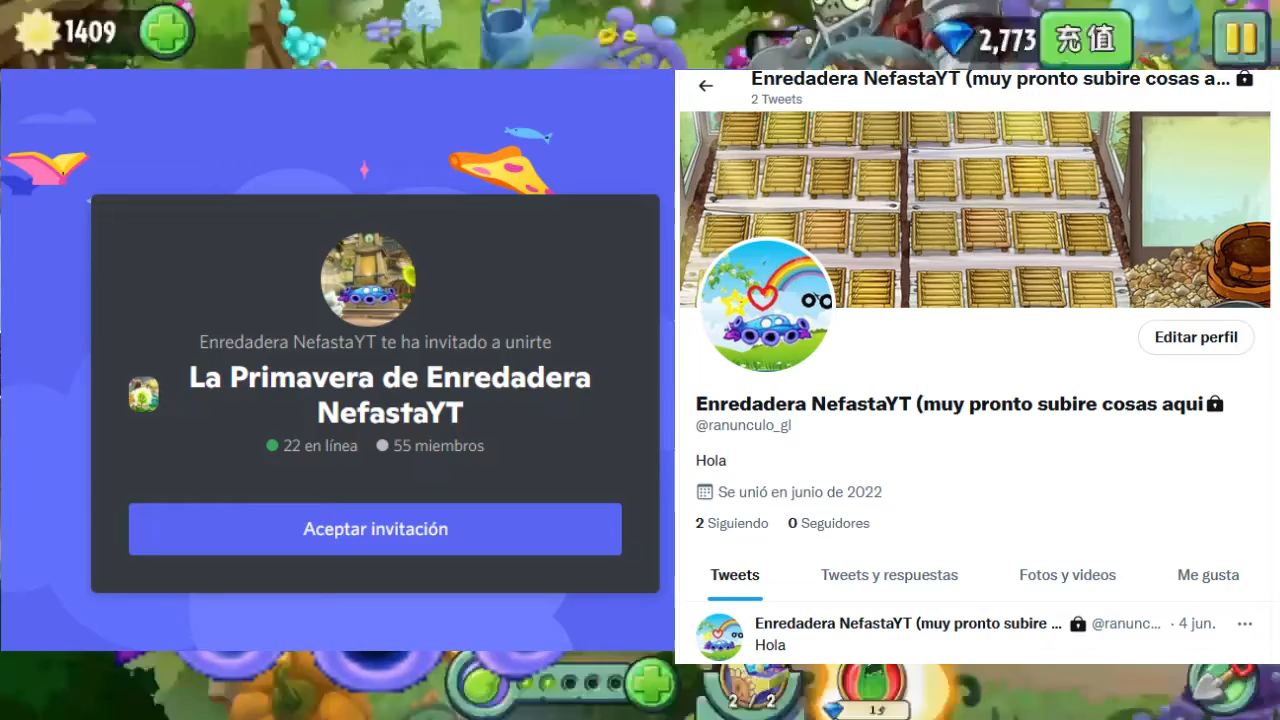 1409
2,773
充值
Enredadera NefastaYT te ha invitado a unirte
La Primavera de Enredadera
NefastaYT
22 en línea 55 miembros
Aceptar invitación
Enredadera NefastaYT (muy pronto subire cosas a...
2 Tweets
Editar perfil
Enredadera NefastaYT (muy pronto subire cosas aqui
@ranunculo_gl
Hola
Se unió en junio de 2022
2 Siguiendo 0 Seguidores
Tweets Tweets y respuestas Fotos y videos Me gusta
Enredadera NefastaYT (muy pronto subire ... @ranunc... · 4 jun. ...
Hola
2 2
15